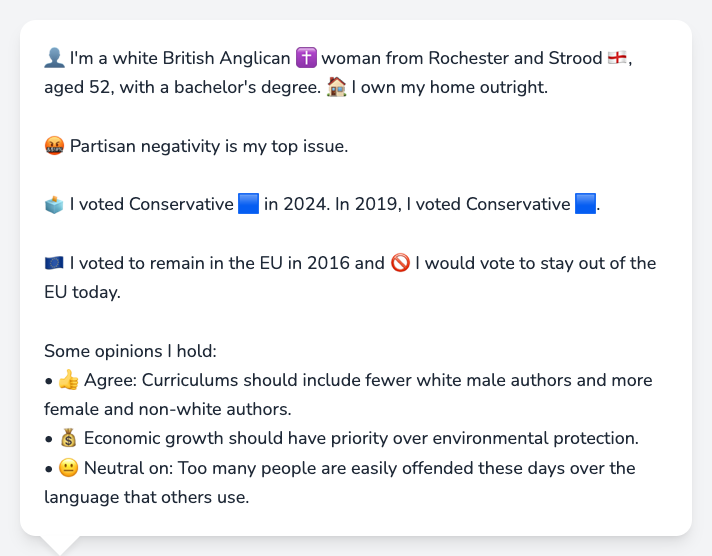 👤 I'm a white British Anglican ✝️ woman from Rochester and Strood 🏴󠁧󠁢󠁥󠁮󠁧󠁿,
aged 52, with a bachelor's degree. 🏠 I own my home outright.
🤬 Partisan negativity is my top issue.
🗳️ I voted Conservative 🟦 in 2024. In 2019, I voted Conservative 🟦.
🇪🇺 I voted to remain in the EU in 2016 and 🚫 I would vote to stay out of the
EU today.
Some opinions I hold:
• 👍 Agree: Curriculums should include fewer white male authors and more
female and non-white authors.
• 💰 Economic growth should have priority over environmental protection.
• 😐 Neutral on: Too many people are easily offended these days over the
language that others use.